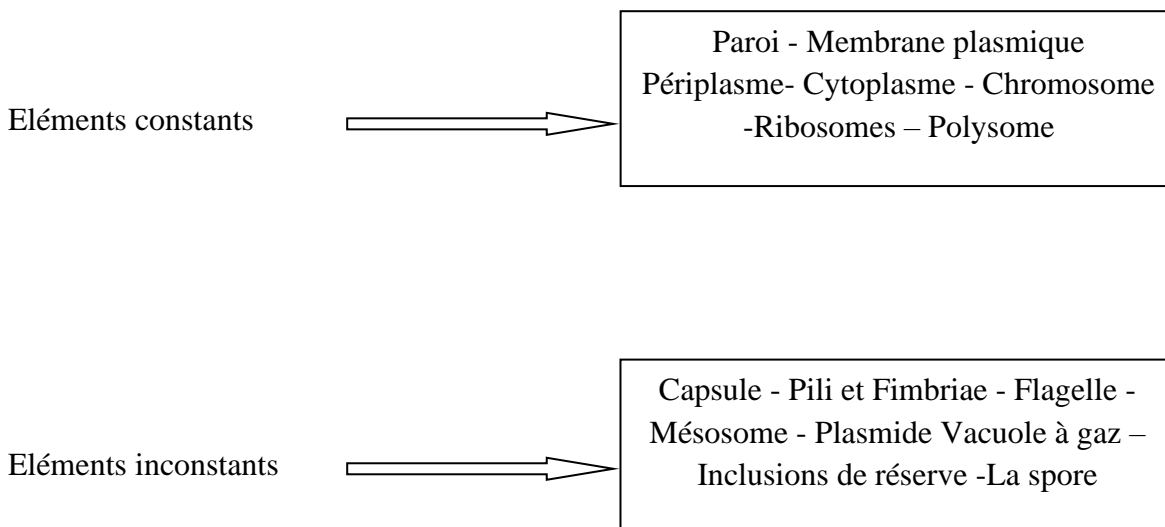 Paroi - Membrane plasmique
Périplasme- Cytoplasme - Chromosome
-Ribosomes – Polysome
Eléments constants
Capsule - Pili et Fimbriae - Flagelle -
Mésosome - Plasmide Vacuole à gaz –
Inclusions de réserve -La spore
Eléments inconstants